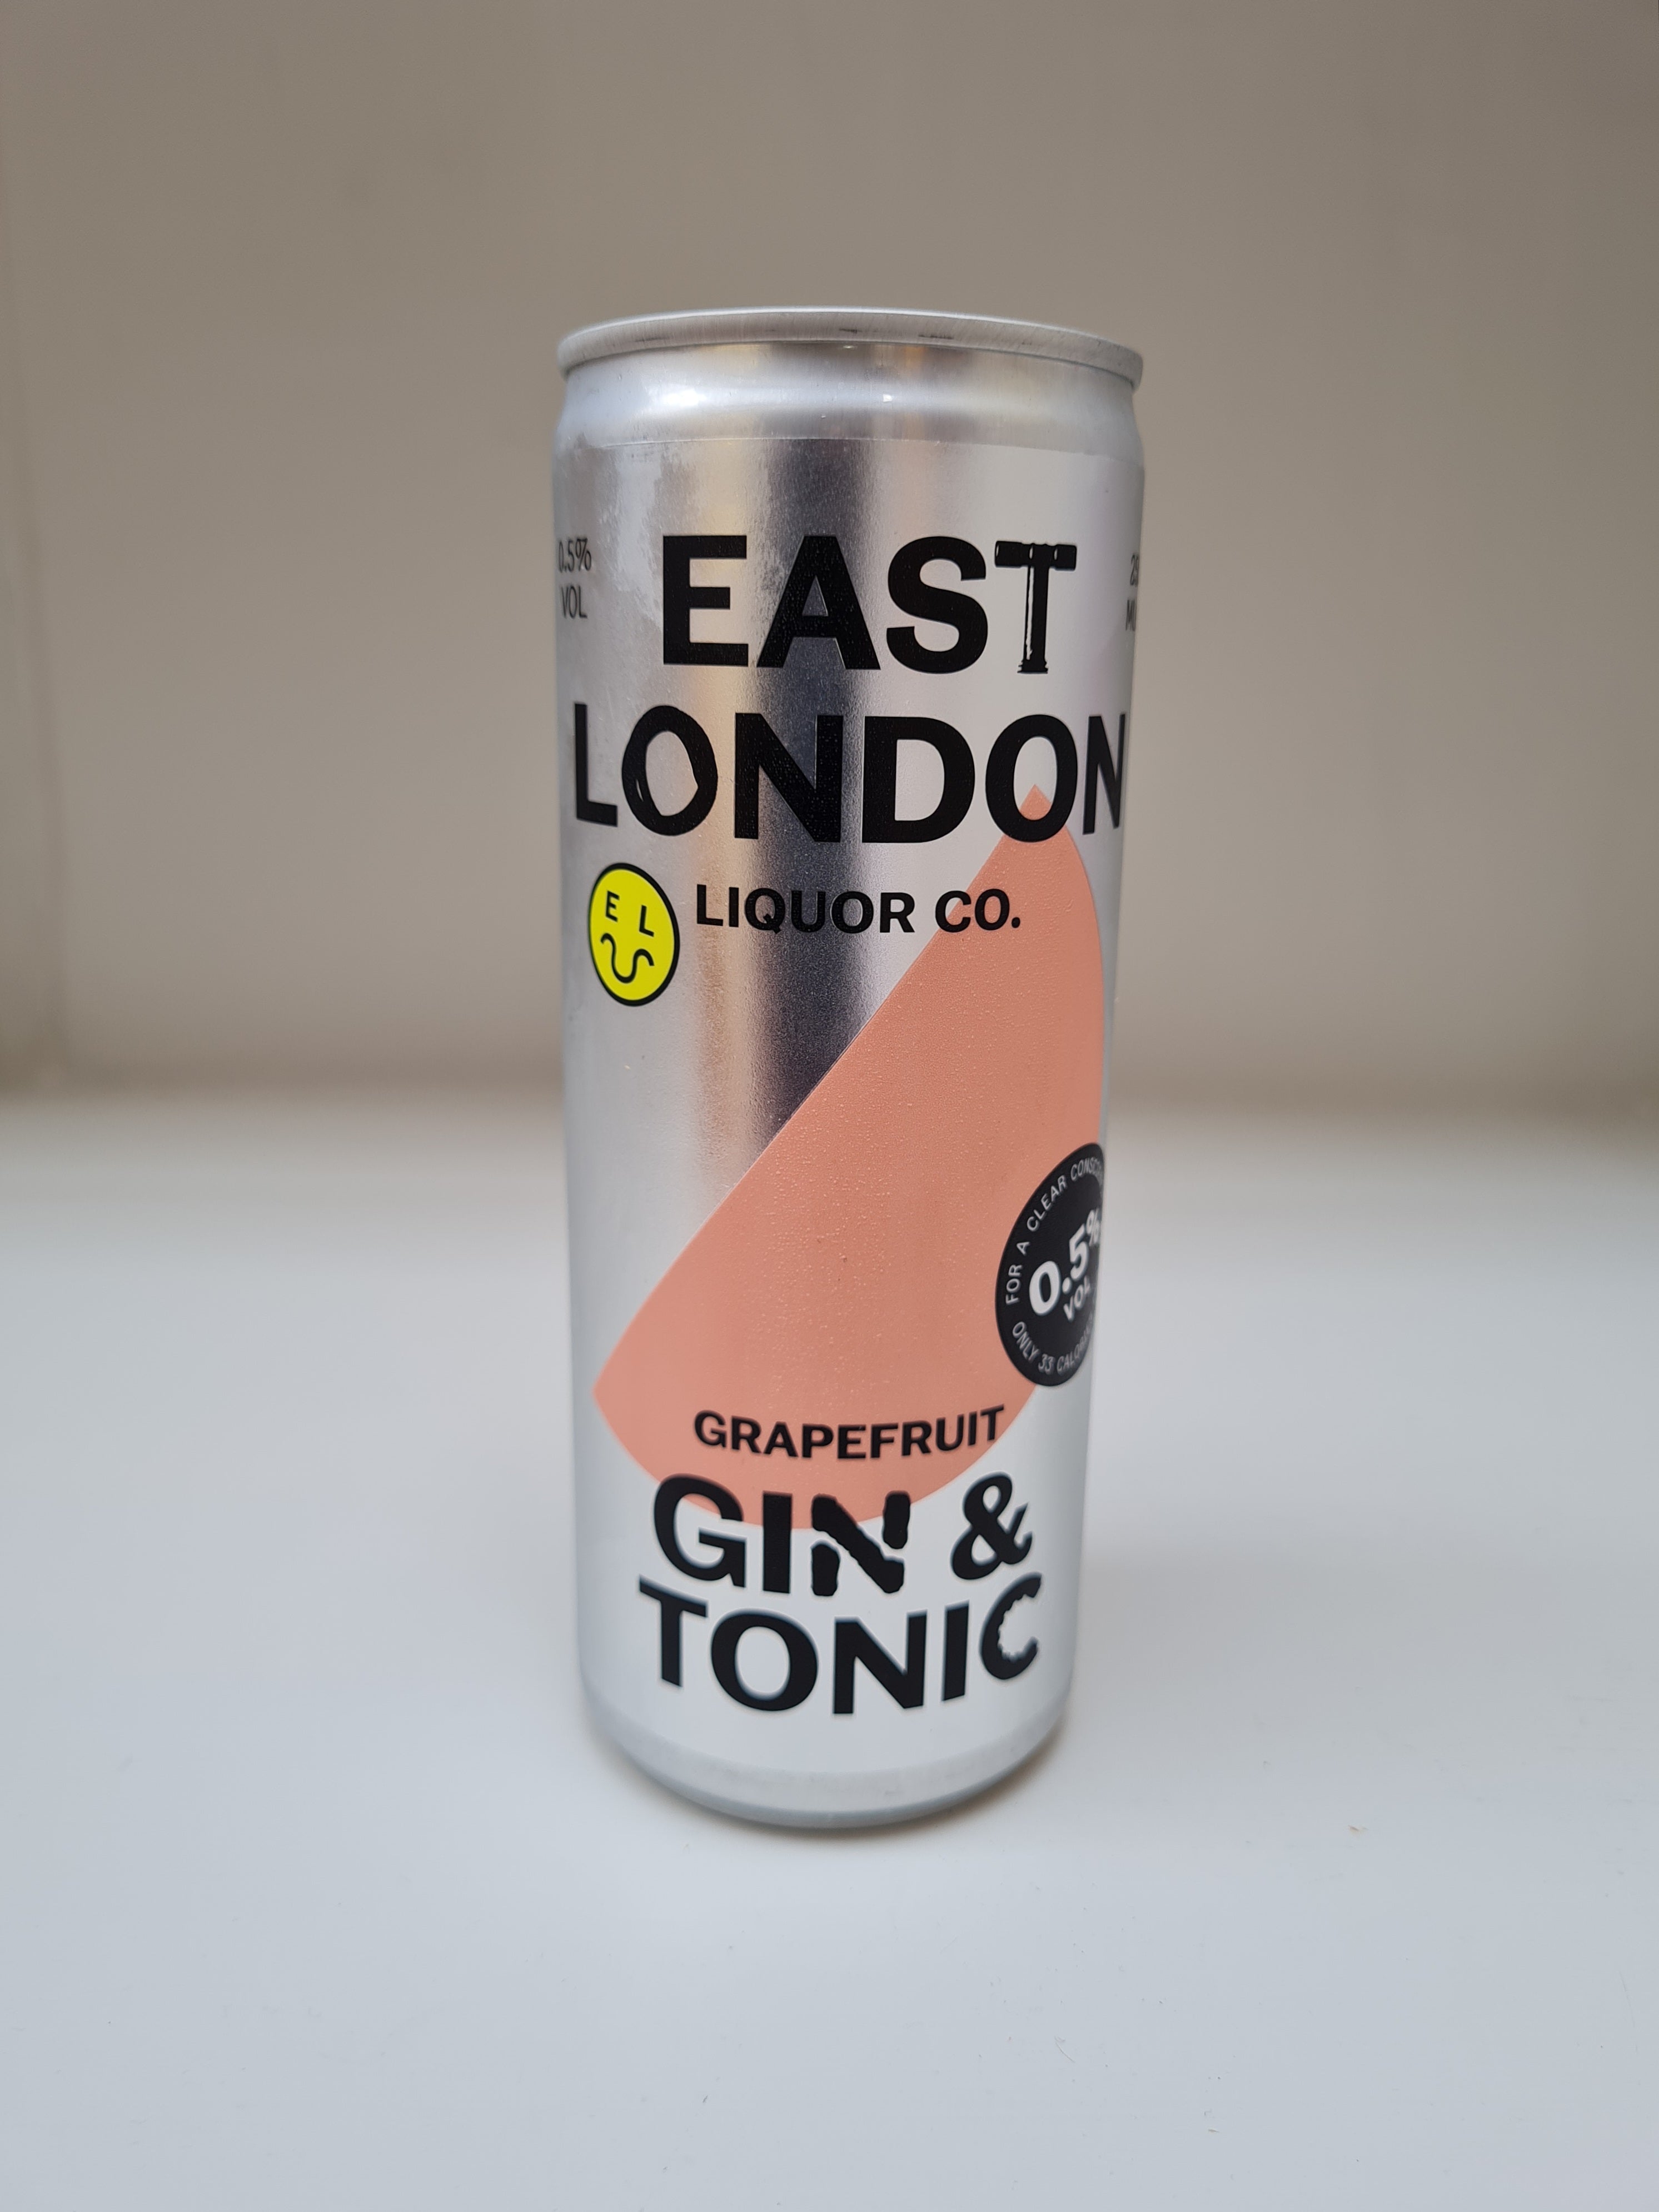 0.5%
VOL
EAST
LONDON
E L
LIQUOR CO.
FOR A CLEAR
0.5%
VOL
ONLY 33
GRAPEFRUIT
GIN &
TONIC